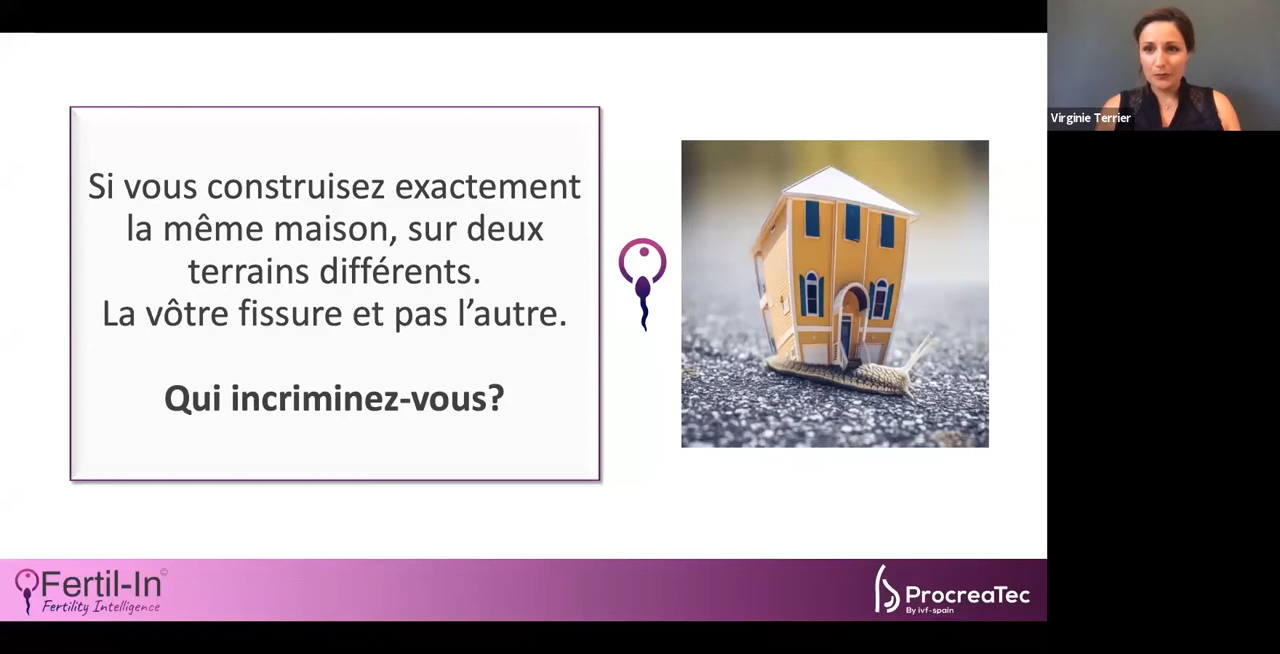 Si vous construisez exactement
la même maison, sur deux
terrains différents.
La vôtre fissure et pas l’autre.
Qui incriminez-vous?
Virginie Terrier
Fertil-In©
Fertility Intelligence
ProcreaTec
By ivf-spain